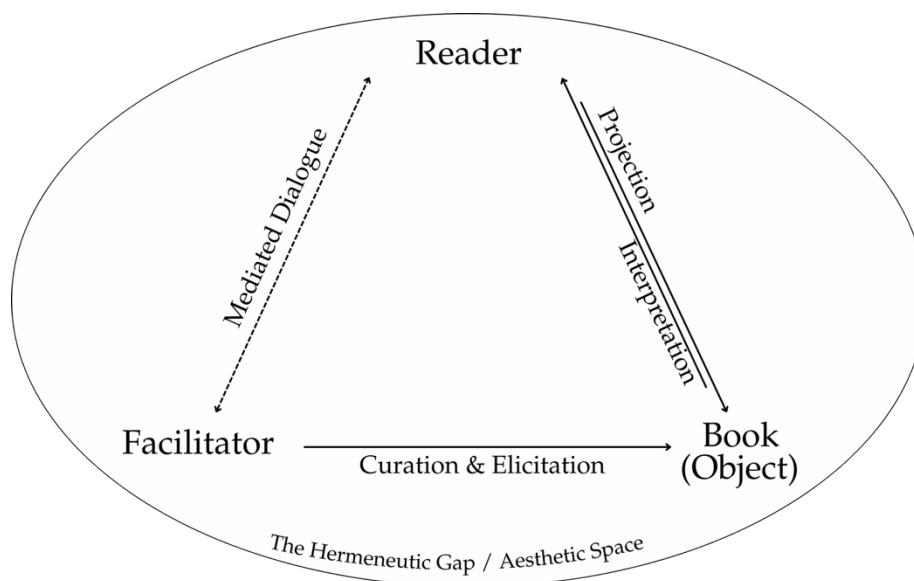 Reader
Mediated Dialogue
Projection
Interpretation
Facilitator
Curation & Elicitation
Book
(Object)
The Hermeneutic Gap / Aesthetic Space